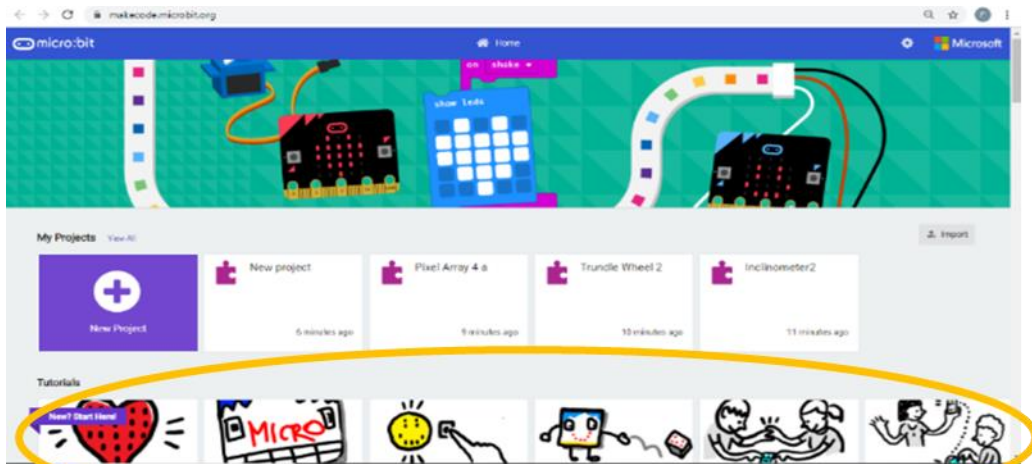 makecode.microbit.org
micro:bit
Home
Microsoft
on shake
show leds
My Projects View All
Import
New Project
New project
6 minutes ago
Pixel Array 4 a
9 minutes ago
Trundle Wheel 2
10 minutes ago
Inclinometer2
11 minutes ago
Tutorials
New? Start Here!
MICRO